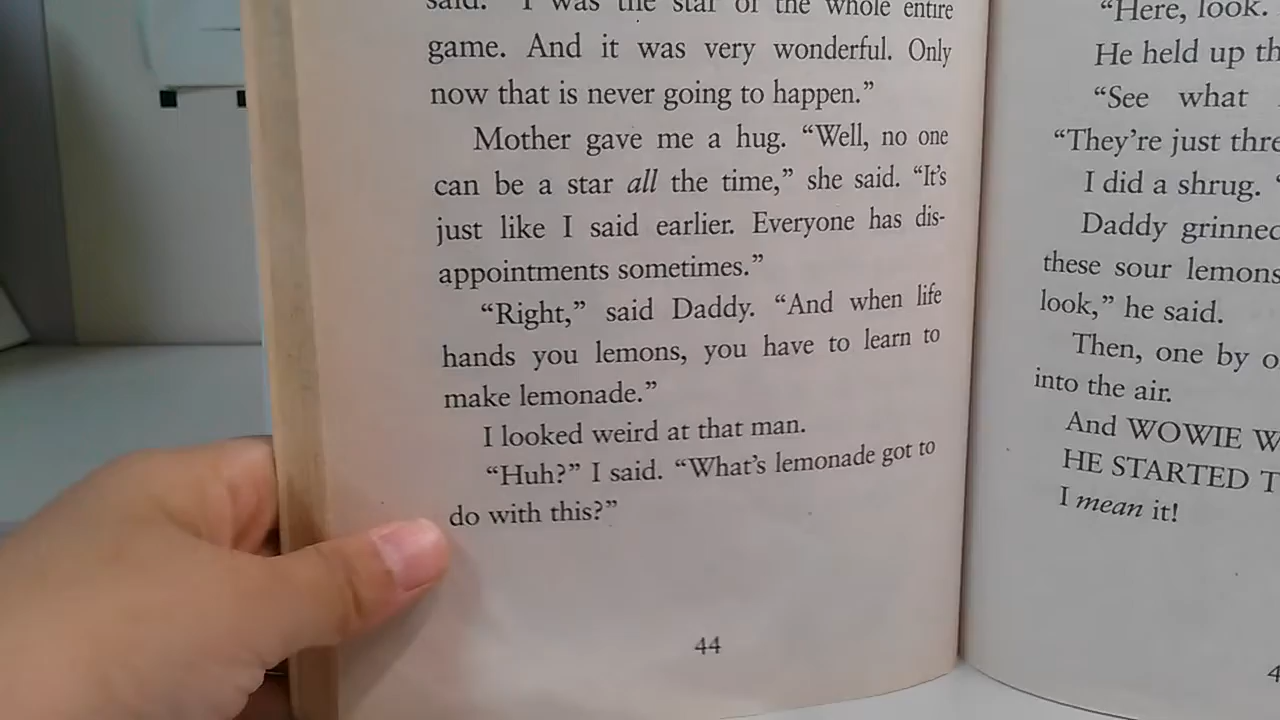 said. "I was the star of the whole entire
game. And it was very wonderful. Only
now that is never going to happen."
Mother gave me a hug. "Well, no one
can be a star all the time," she said. "It's
just like I said earlier. Everyone has dis-
appointments sometimes."
"Right," said Daddy. "And when life
hands you lemons, you have to learn to
make lemonade."
I looked weird at that man.
"Huh?" I said. "What's lemonade got to
do with this?"
44
"Here, look.
He held up
"See what
"They're just
I did a shrug.
Daddy grinned
these sour lemons
look," he said.
Then, one by
into the air.
And WOWIE
HE STARTED
I mean it!